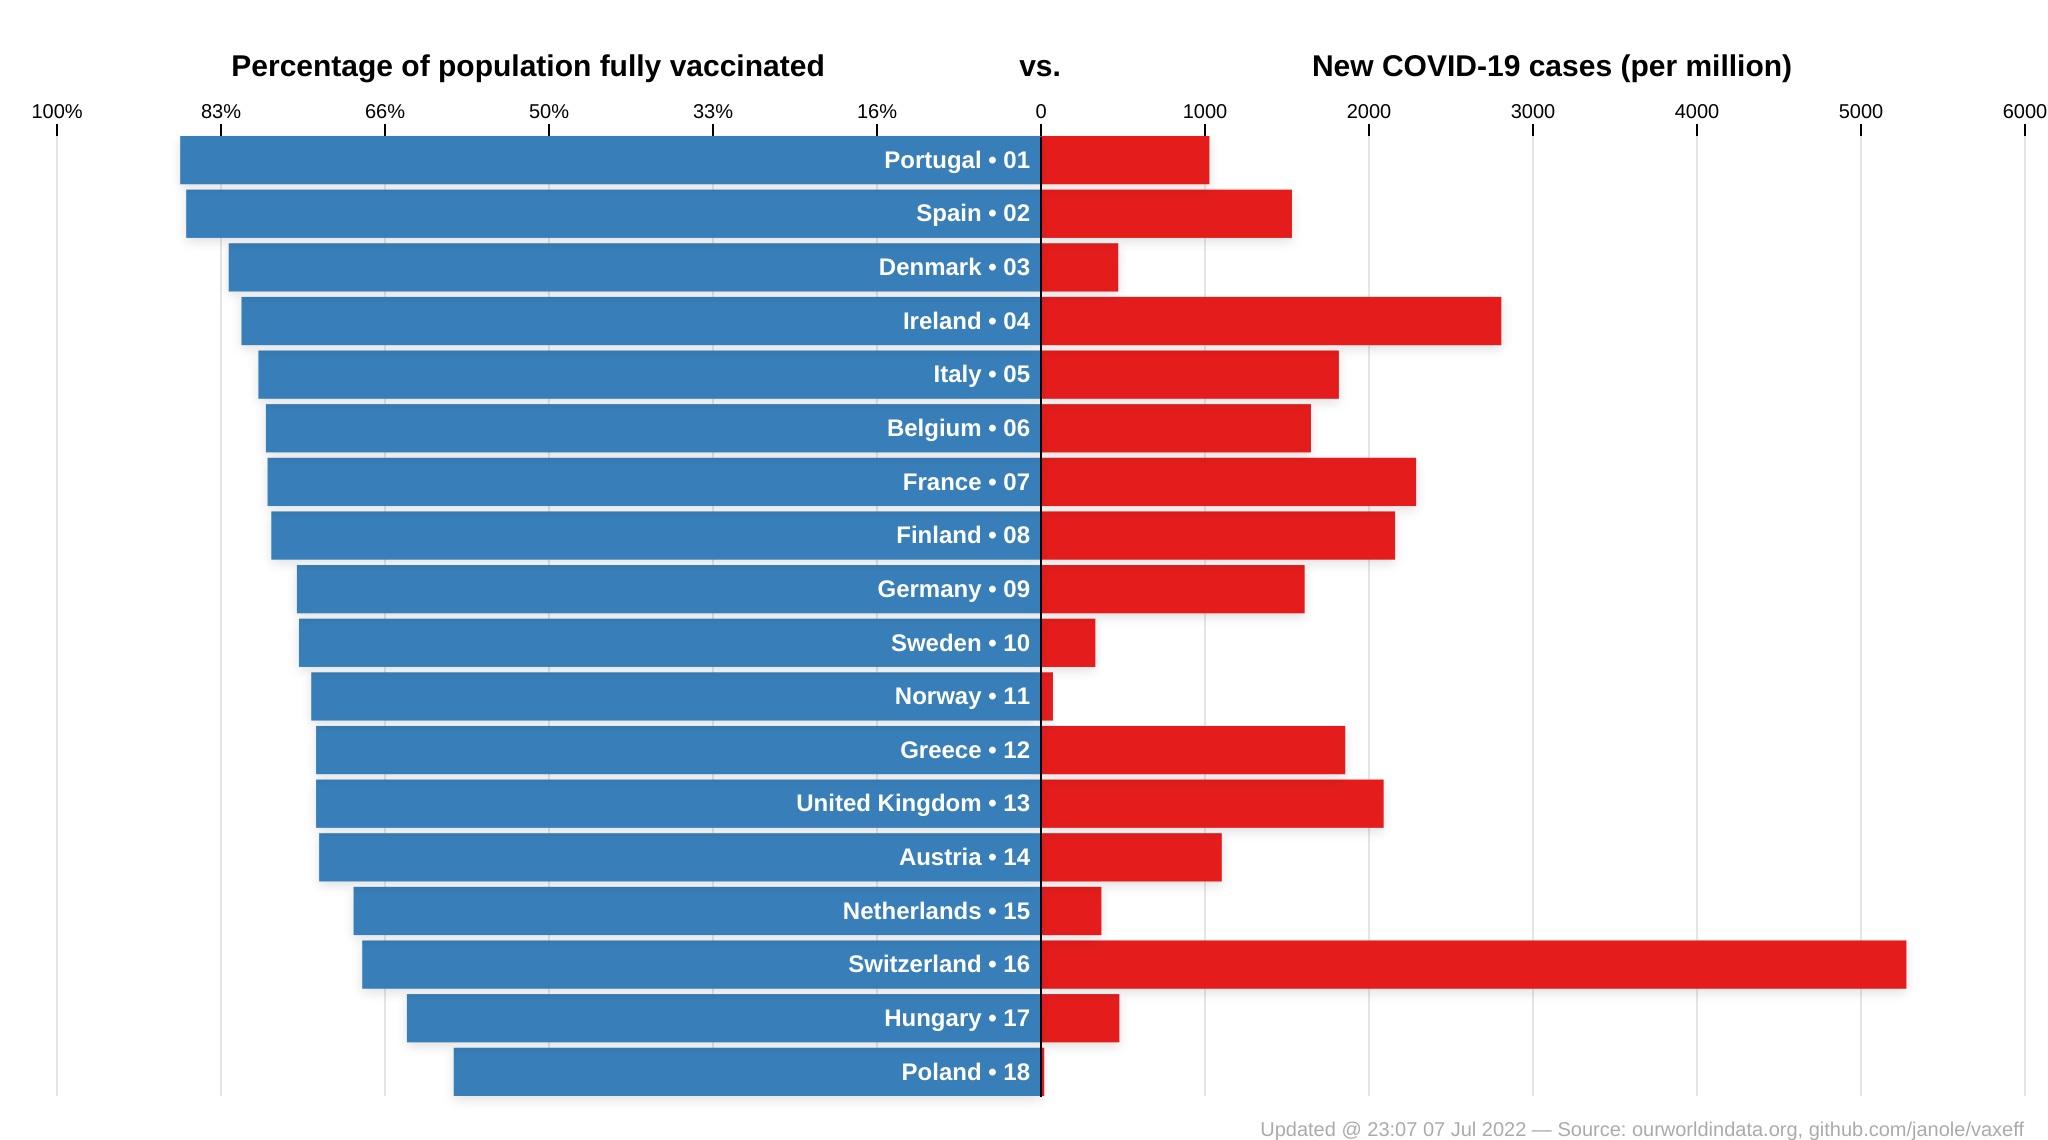 Percentage of population fully vaccinated vs. New COVID-19 cases (per million)
100% 83% 66% 50% 33% 16% 0 1000 2000 3000 4000 5000 6000
Portugal • 01
Spain • 02
Denmark • 03
Ireland • 04
Italy • 05
Belgium • 06
France • 07
Finland • 08
Germany • 09
Sweden • 10
Norway • 11
Greece • 12
United Kingdom • 13
Austria • 14
Netherlands • 15
Switzerland • 16
Hungary • 17
Poland • 18
Updated @ 23:07 07 Jul 2022 — Source: ourworldindata.org, github.com/janole/vaxeff